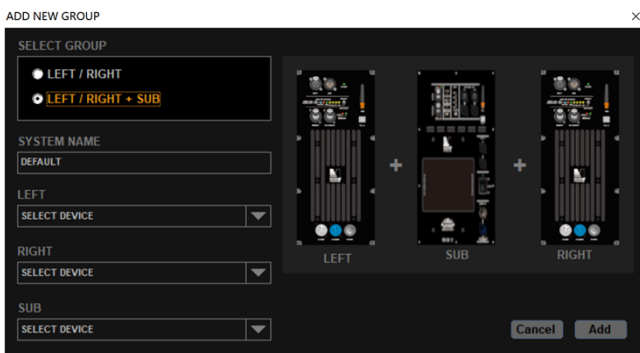 ADD NEW GROUP
SELECT GROUP
LEFT / RIGHT
LEFT / RIGHT + SUB
SYSTEM NAME
DEFAULT
LEFT
SELECT DEVICE
RIGHT
SELECT DEVICE
SUB
SELECT DEVICE
+
+
LEFT
SUB
RIGHT
Cancel
Add